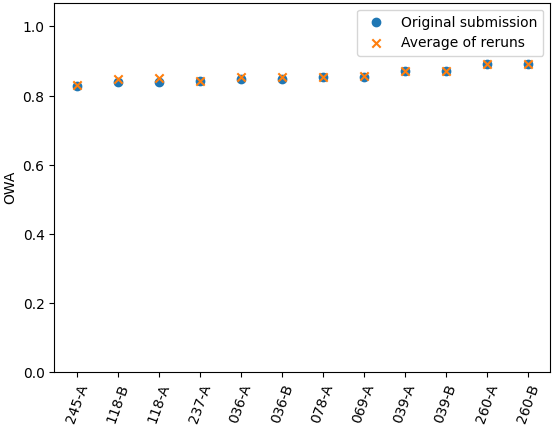 Original submission
Average of reruns
1.0
0.8
0.6
0.4
0.2
0.0
OWA
245-A
118-B
118-A
237-A
036-A
036-B
078-A
069-A
039-A
039-B
260-A
260-B